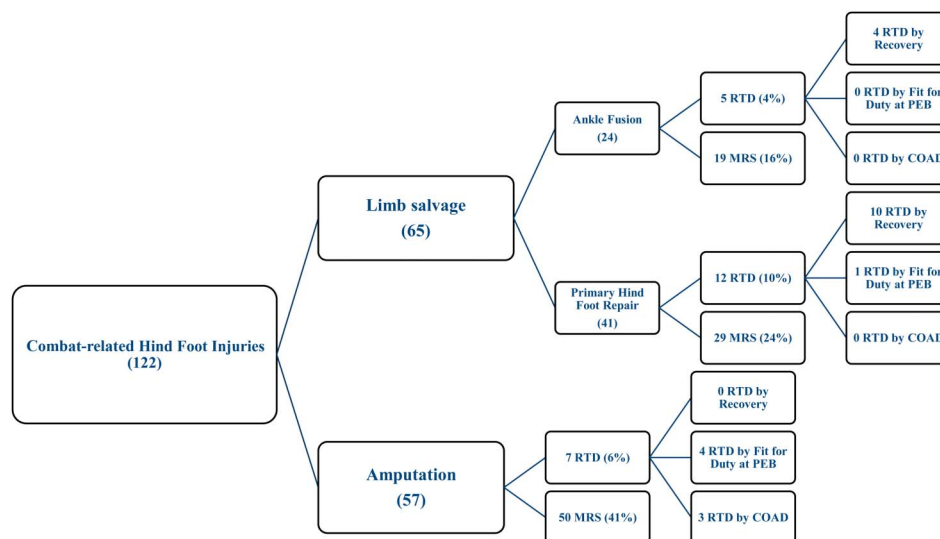 4 RTD by
Recovery
0 RTD by Fit for
Duty at PEB
0 RTD by COAD
5 RTD (4%)
19 MRS (16%)
Ankle Fusion
(24)
Limb salvage
(65)
10 RTD by
Recovery
1 RTD by Fit for
Duty at PEB
0 RTD by COAD
12 RTD (10%)
29 MRS (24%)
Primary Hind
Foot Repair
(41)
Combat-related Hind Foot Injuries
(122)
Amputation
(57)
7 RTD (6%)
50 MRS (41%)
0 RTD by
Recovery
4 RTD by Fit for
Duty at PEB
3 RTD by COAD